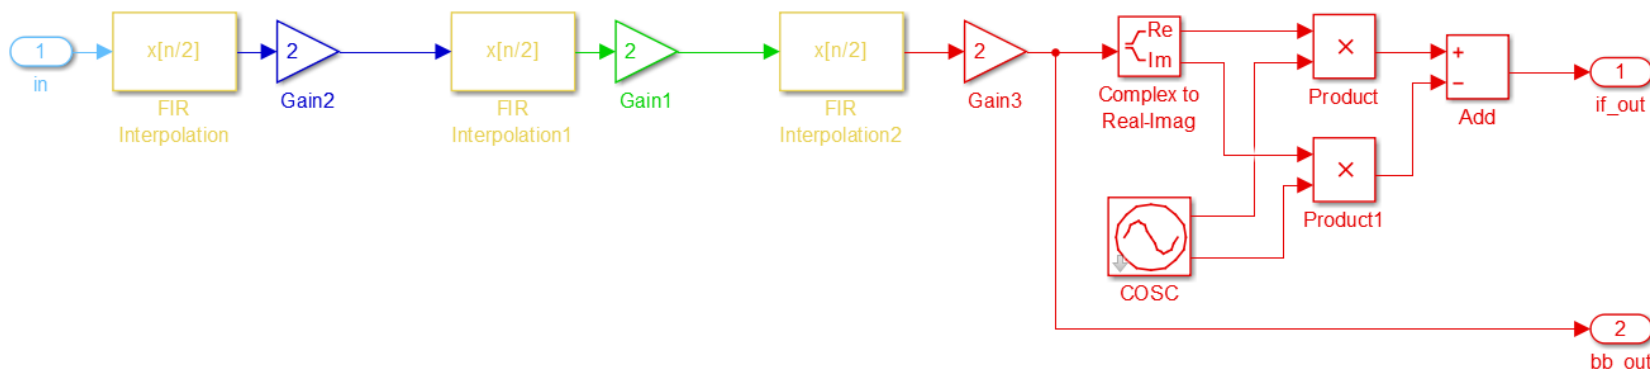 1
in
x[n/2]
FIR
Interpolation
2
Gain2
x[n/2]
FIR
Interpolation1
2
Gain1
x[n/2]
FIR
Interpolation2
2
Gain3
Re
Im
Complex to
Real-Imag
×
Product
×
Product1
COSC
+
−
Add
1
if_out
2
bb_out